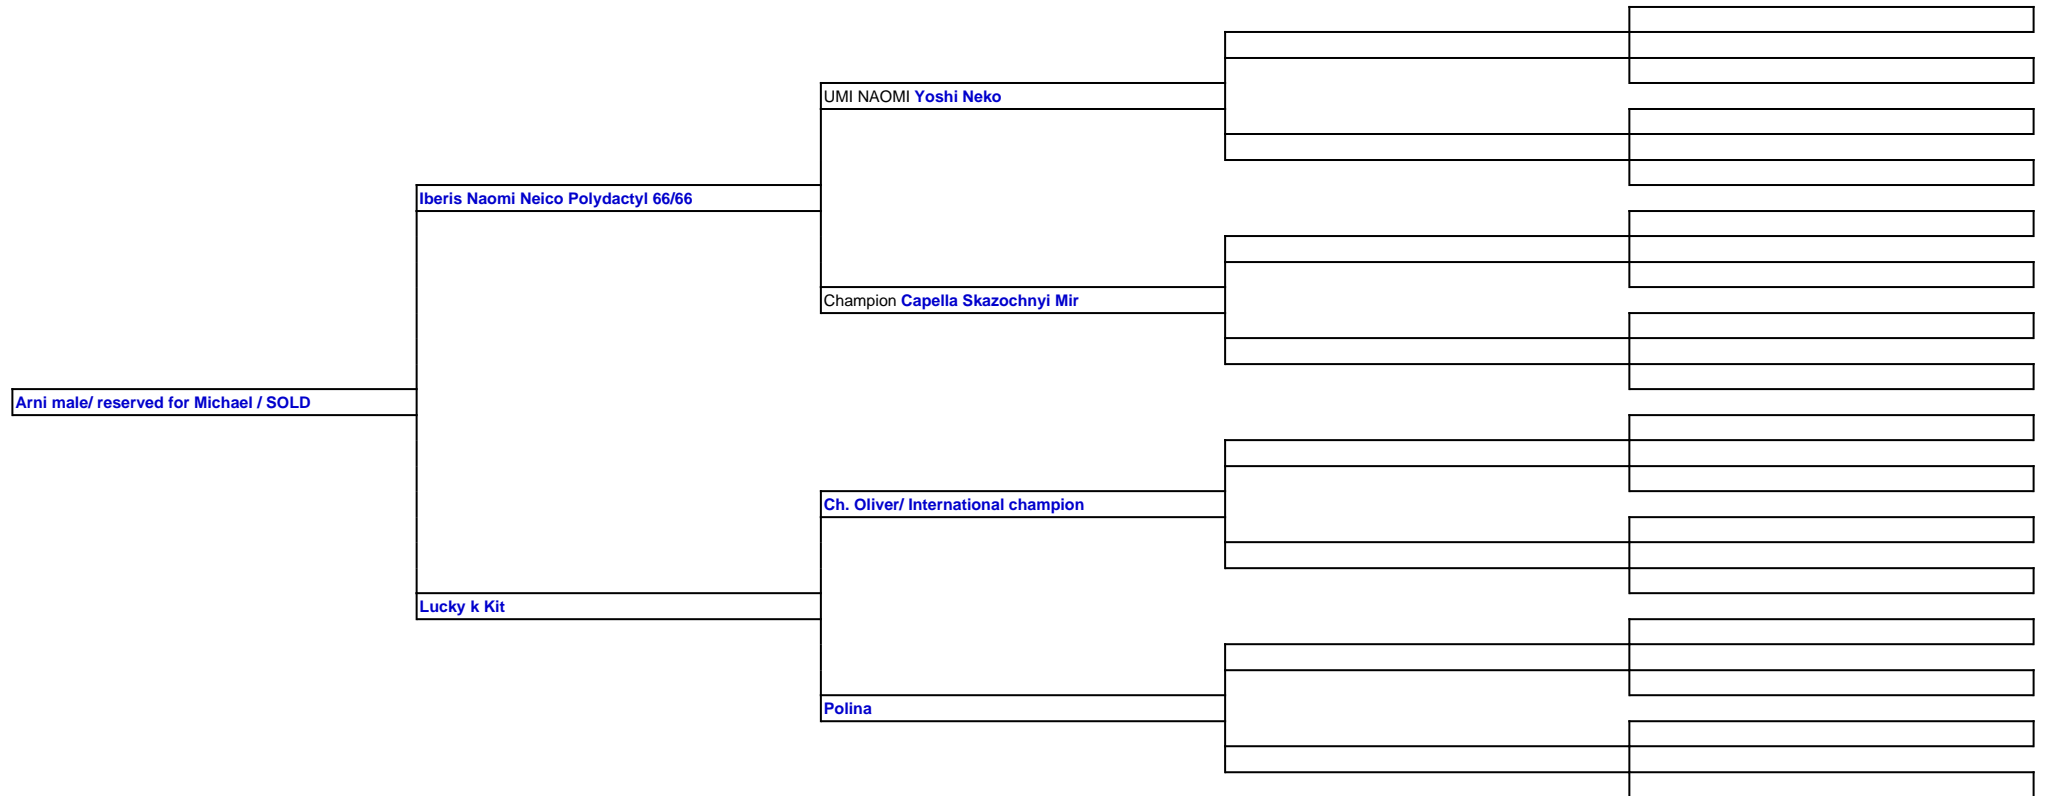 UMI NAOMI Yoshi Neko
Iberis Naomi Neico Polydactyl 66/66
Champion Capella Skazochnyi Mir
Arni male/ reserved for Michael / SOLD
Ch. Oliver/ International champion
Lucky k Kit
Polina